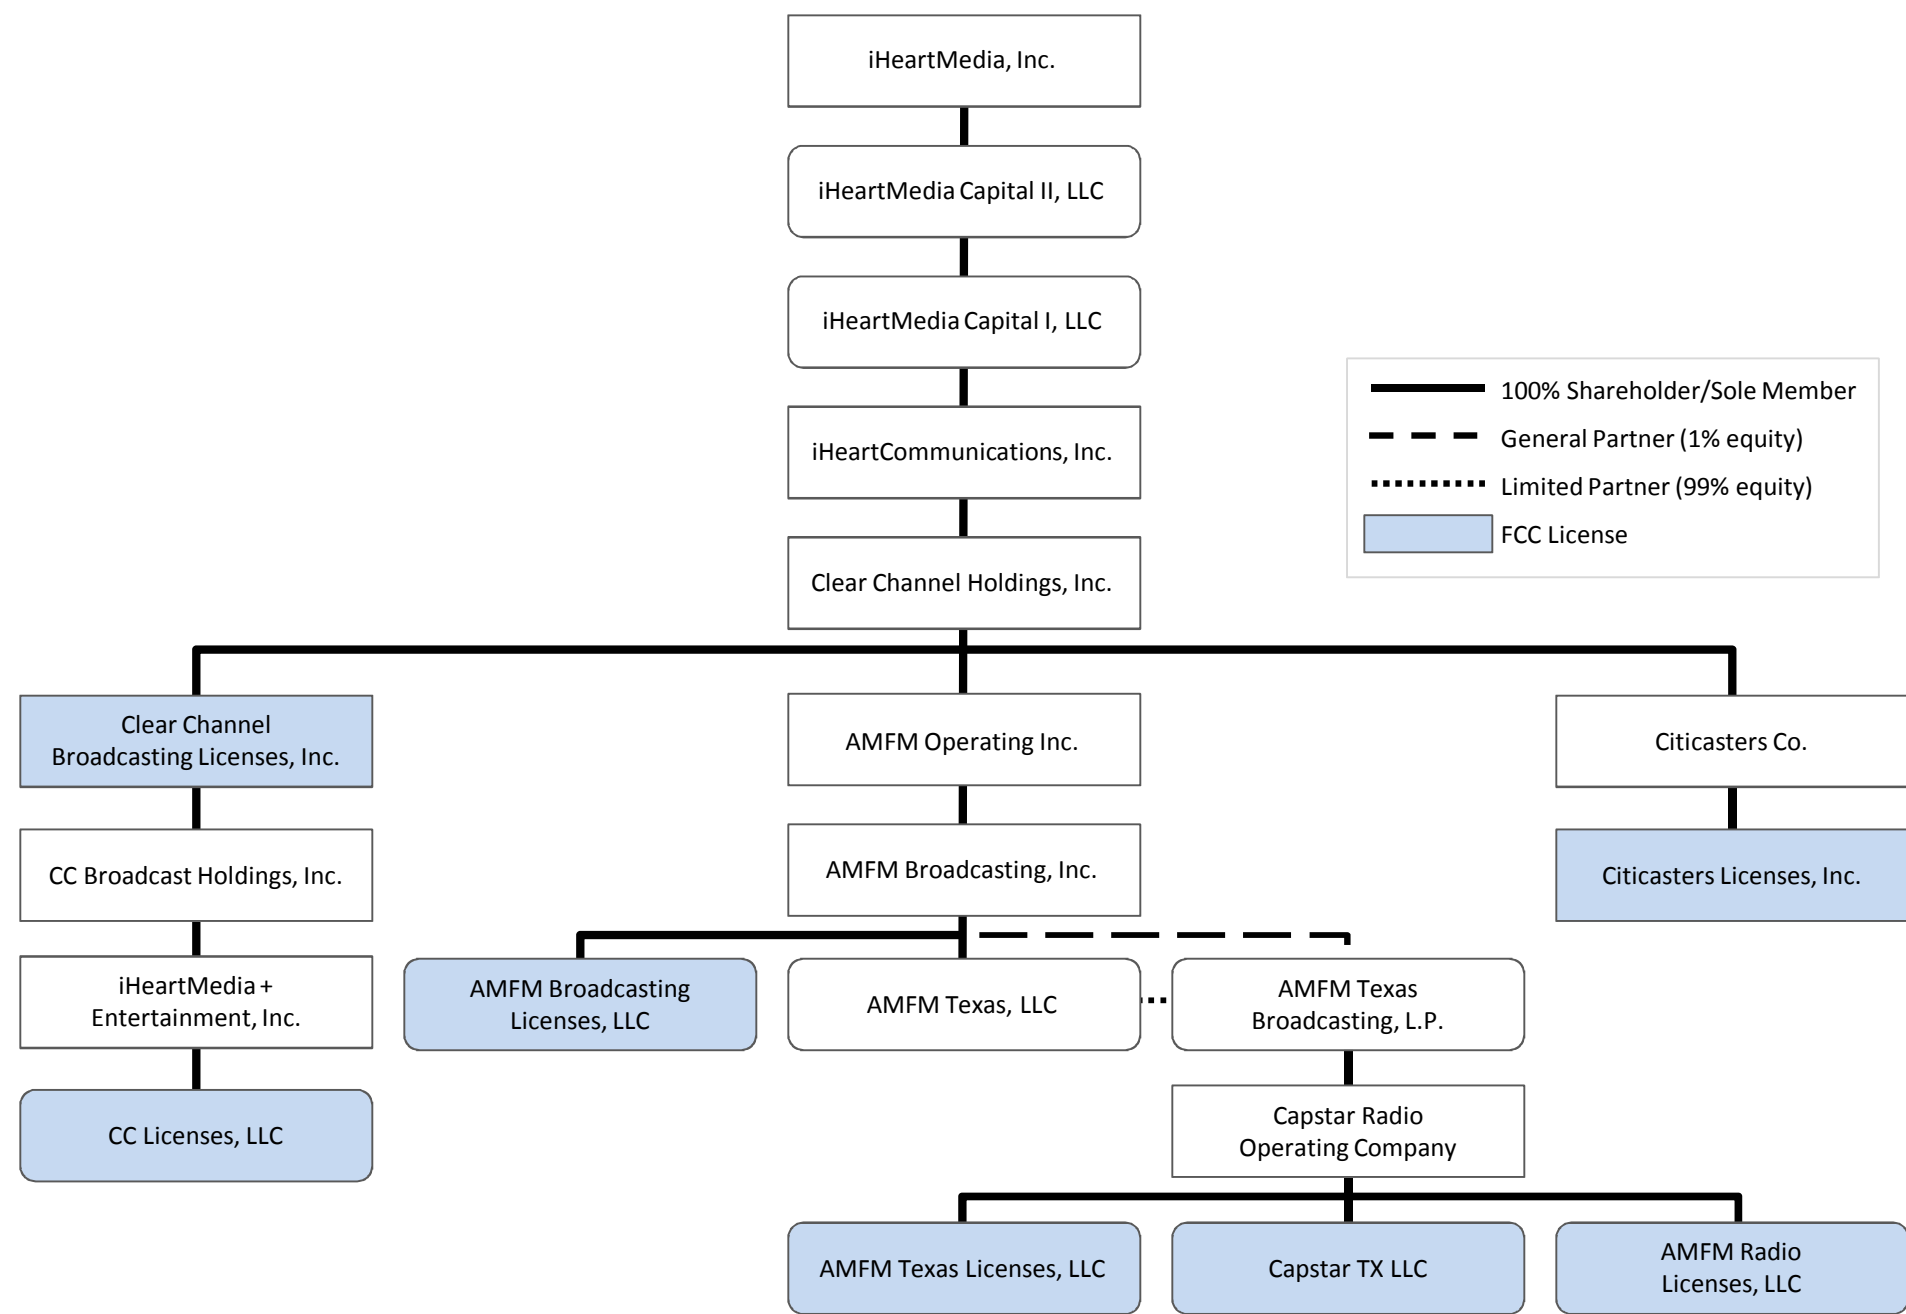 iHeartMedia, Inc.
iHeartMedia Capital II, LLC
iHeartMedia Capital I, LLC
100% Shareholder/Sole Member
General Partner (1% equity)
Limited Partner (99% equity)
FCC License
iHeartCommunications, Inc.
Clear Channel Holdings, Inc.
Clear Channel
Broadcasting Licenses, Inc.
AMFM Operating Inc.
Citicasters Co.
CC Broadcast Holdings, Inc.
AMFM Broadcasting, Inc.
Citicasters Licenses, Inc.
iHeartMedia +
Entertainment, Inc.
AMFM Broadcasting
Licenses, LLC
AMFM Texas, LLC
AMFM Texas
Broadcasting, L.P.
CC Licenses, LLC
Capstar Radio
Operating Company
AMFM Texas Licenses, LLC
Capstar TX LLC
AMFM Radio
Licenses, LLC